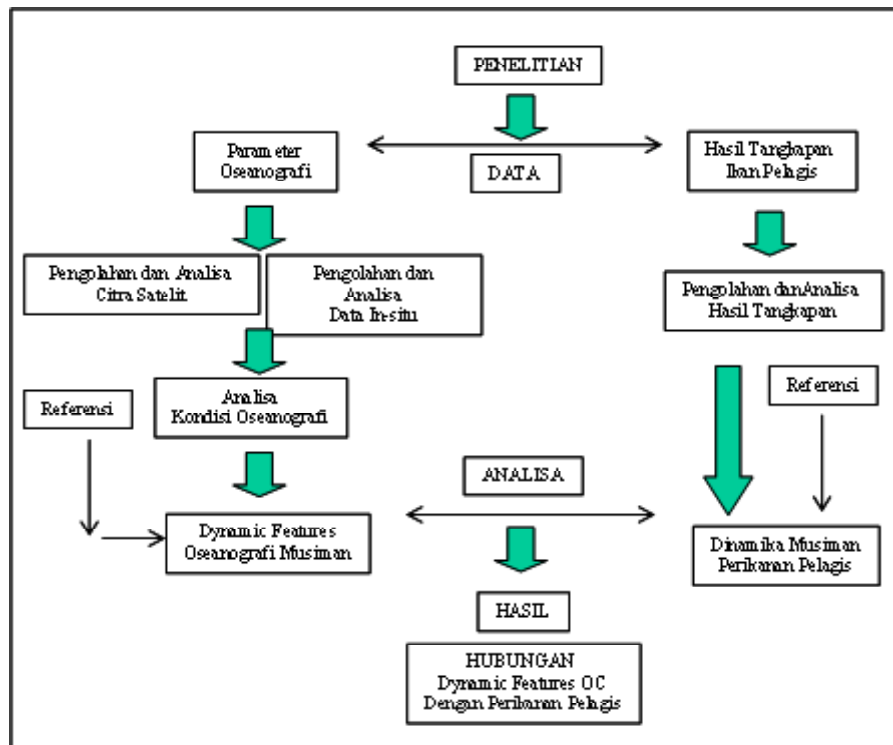 PENELITIAN
Parameter
Oseanografi
DATA
Hasil Tangkapan
Ikan Pelagis
Pengolahan dan Analisa
Citra Satelit
Pengolahan dan
Analisa
Data In-situ
Pengolahan danAnalisa
Hasil Tangkapan
Referensi
Analisa
Kondisi Oseanografi
Referensi
ANALISA
Dynamic Features
Oseanografi Musiman
Dinamika Musiman
Perikanan Pelagis
HASIL
HUBUNGAN
Dynamic Features OC
Dengan Perikanan Pelagis